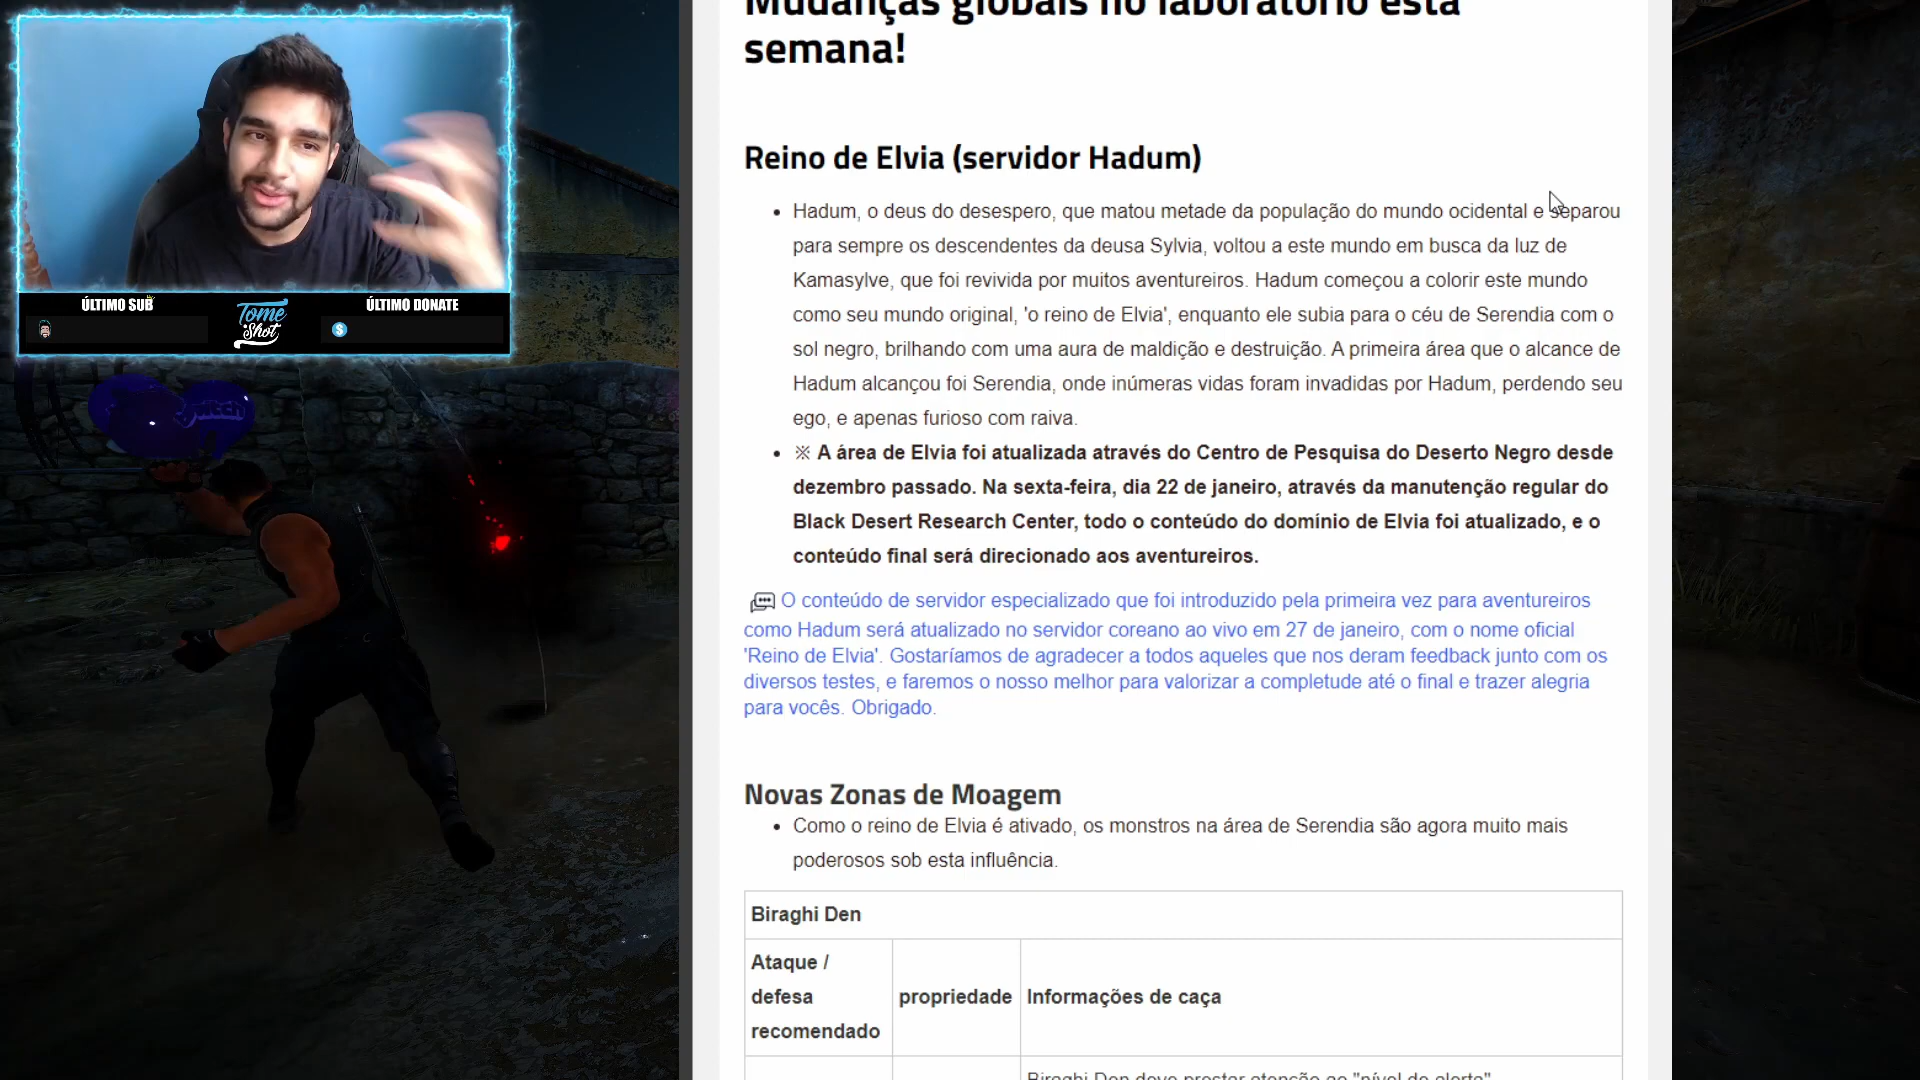 ÚLTIMO SUB
Tome Shot
ÚLTIMO DONATE
twitch
Mudanças globais no laboratório esta
semana!
Reino de Elvia (servidor Hadum)
Hadum, o deus do desespero, que matou metade da população do mundo ocidental e separou
para sempre os descendentes da deusa Sylvia, voltou a este mundo em busca da luz de
Kamasylve, que foi revivida por muitos aventureiros. Hadum começou a colorir este mundo
como seu mundo original, 'o reino de Elvia', enquanto ele subia para o céu de Serendia com o
sol negro, brilhando com uma aura de maldição e destruição. A primeira área que o alcance de
Hadum alcançou foi Serendia, onde inúmeras vidas foram invadidas por Hadum, perdendo seu
ego, e apenas furioso com raiva.
※ A área de Elvia foi atualizada através do Centro de Pesquisa do Deserto Negro desde
dezembro passado. Na sexta-feira, dia 22 de janeiro, através da manutenção regular do
Black Desert Research Center, todo o conteúdo do domínio de Elvia foi atualizado, e o
conteúdo final será direcionado aos aventureiros.
O conteúdo de servidor especializado que foi introduzido pela primeira vez para aventureiros
como Hadum será atualizado no servidor coreano ao vivo em 27 de janeiro, com o nome oficial
'Reino de Elvia'. Gostaríamos de agradecer a todos aqueles que nos deram feedback junto com os
diversos testes, e faremos o nosso melhor para valorizar a completude até o final e trazer alegria
para vocês. Obrigado.
Novas Zonas de Moagem
Como o reino de Elvia é ativado, os monstros na área de Serendia são agora muito mais
poderosos sob esta influência.
Biraghi Den
Ataque /
defesa
recomendado
propriedade
Informações de caça
Biraghi Den deve prestar atenção ao "nível de alerta"